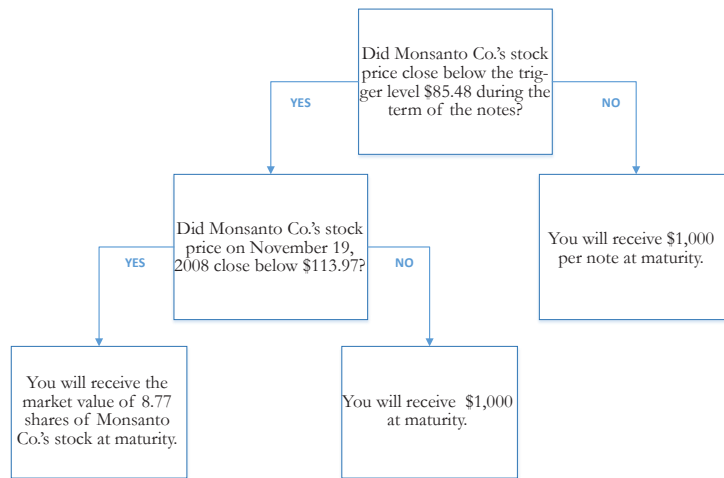 Did Monsanto Co.'s stock
price close below the trig-
ger level $85.48 during the
term of the notes?
YES
NO
Did Monsanto Co.'s stock
price on November 19,
2008 close below $113.97?
You will receive $1,000
per note at maturity.
YES
NO
You will receive the
market value of 8.77
shares of Monsanto
Co.'s stock at maturity.
You will receive $1,000
at maturity.